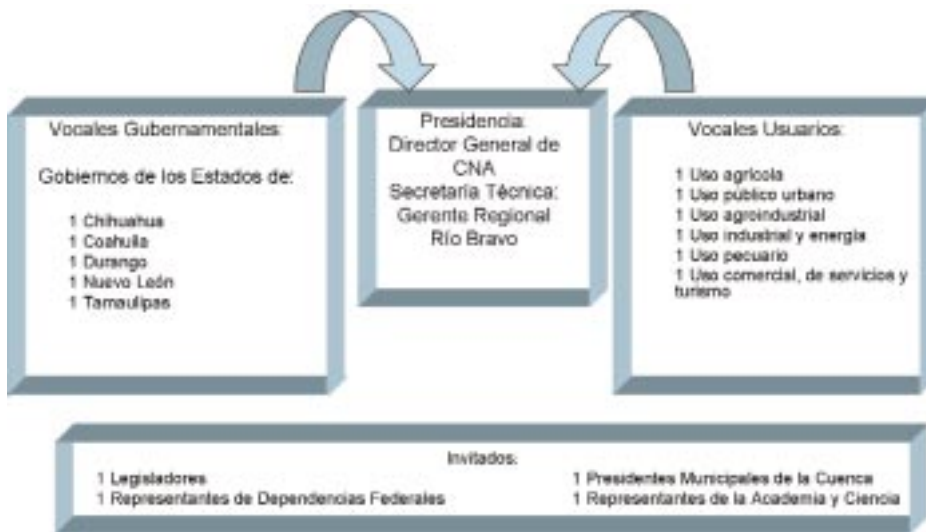 Vocales Gubernamentales:
Gobiernos de los Estados de:
1 Chihuahua
1 Coahuila
1 Durango
1 Nuevo León
1 Tamaulipas
Presidencia:
Director General de
CNA
Secretaría Técnica:
Gerente Regional
Río Bravo
Vocales Usuarios:
1 Uso agrícola
1 Uso público urbano
1 Uso agroindustrial
1 Uso industrial y energía
1 Uso pecuario
1 Uso comercial, de servicios y
turismo
Invitados:
1 Legisladores
1 Representantes de Dependencias Federales
1 Presidentes Municipales de la Cuenca
1 Representantes de la Academia y Ciencia